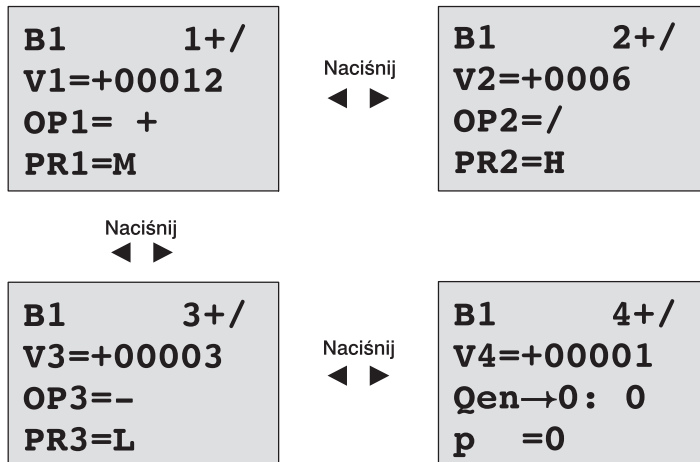 B1 1+/
V1=+00012
OP1= +
PR1=M
Naciśnij
B1 2+/
V2=+0006
OP2=/
PR2=H
Naciśnij
B1 3+/
V3=+00003
OP3=-
PR3=L
Naciśnij
B1 4+/
V4=+00001
Qen→0: 0
p =0